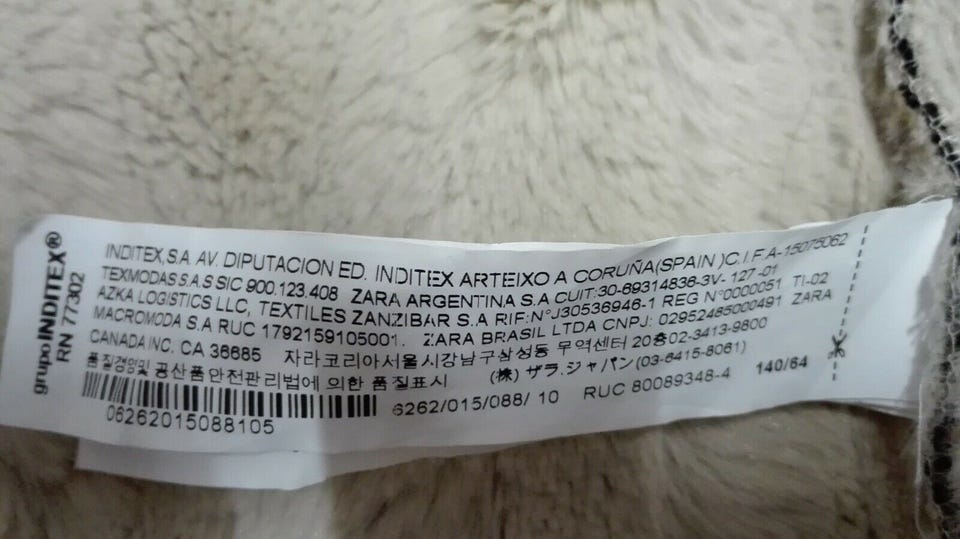 grupoINDITEX®
RN 77302
INDITEX,S.A AV. DIPUTACION ED. INDITEX ARTEIXO A CORUÑA(SPAIN )C.I.F.A-15075062
TEXMODAS S.A.S SIC 900.123.408 ZARA ARGENTINA S.A CUIT:30-69314836-3V-127-01
AZKA LOGISTICS LLC, TEXTILES ZANZIBAR S.A RIF:N°J30536946-1 REG N°0000051 TI-02
MACROMODA S.A RUC 1792159105001. ZARA BRASIL LTDA CNPJ: 02952485000491 ZARA
CANADA INC. CA 36685 자라코리아서울시강남구삼성동 무역센터 20층02-3413-9800
품질경영및 공산품안전관리법에 의한 품질표시 (株) ザラ.ジャパン(03-6415-8061)
06262015088105 6262/015/088/ 10 RUC 80089348-4 140/64